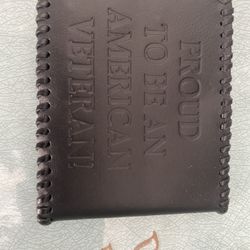 PROUD
TO BE AN
AMERICAN
VETERAN!